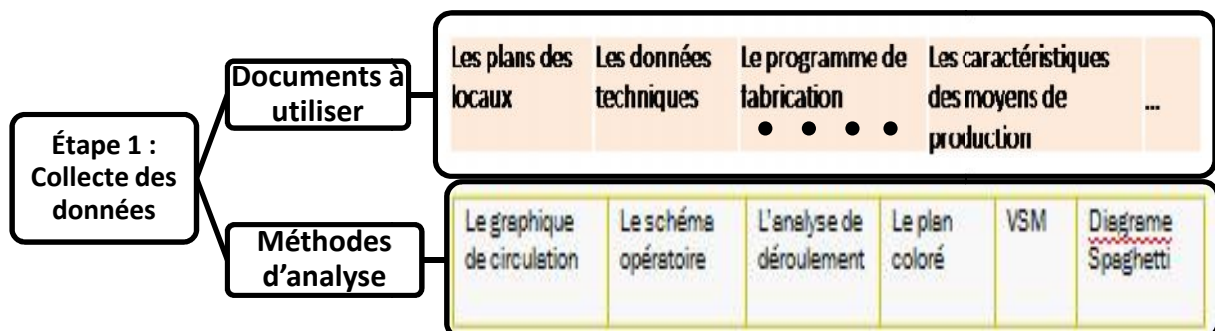 Étape 1 :
Collecte des
données
Documents à
utiliser
Les plans des
locaux
Les données
techniques
Le programme de
fabrication
Les caractéristiques
des moyens de
production
...
Méthodes
d'analyse
Le graphique
de circulation
Le schéma
opératoire
L'analyse de
déroulement
Le plan
coloré
VSM
Diagrame
Spaghetti